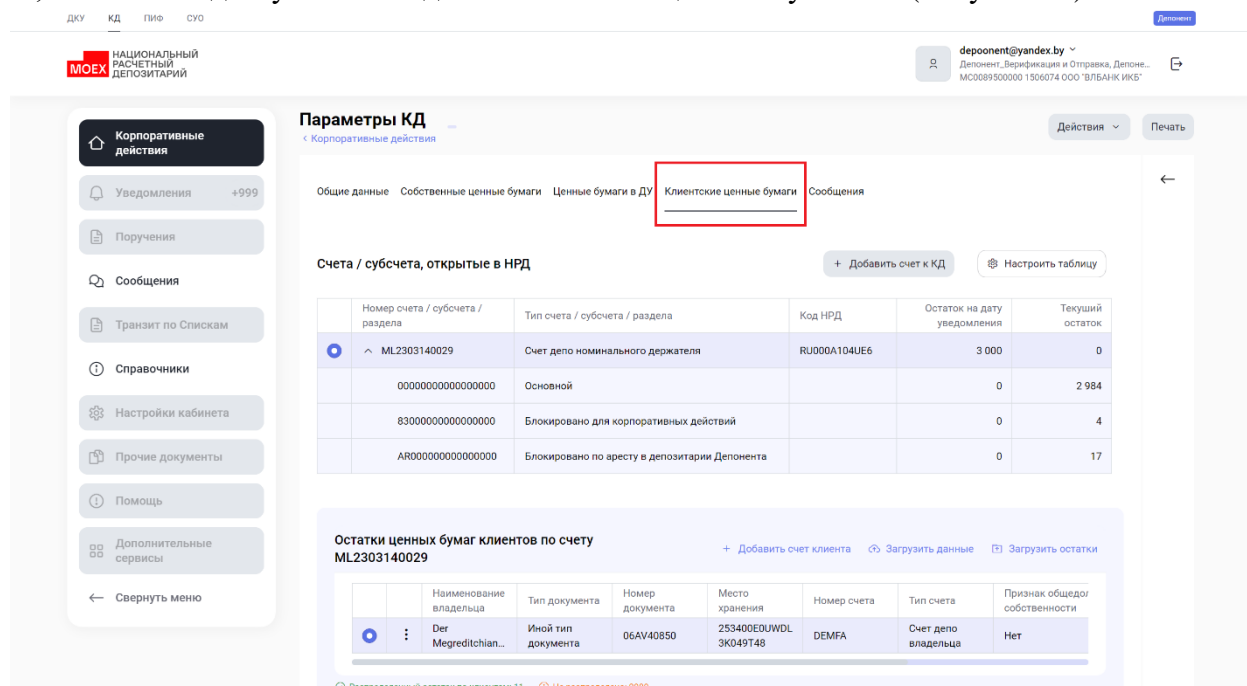 ДКУ КД ПИФ СУО Депонент
MOEX НАЦИОНАЛЬНЫЙ РАСЧЕТНЫЙ ДЕПОЗИТАРИЙ
depoonent@yandex.by
Депонент_Верификация и Отправка, Депоне...
MC0089500000 1506074 ООО "ВЛБАНК ИКБ"
Параметры КД
Корпоративные действия
Действия Печать
Корпоративные действия
Уведомления +999
Поручения
Сообщения
Транзит по Спискам
Справочники
Настройки кабинета
Прочие документы
Помощь
Дополнительные сервисы
Свернуть меню
Общие данные Собственные ценные бумаги Ценные бумаги в ДУ Клиентские ценные бумаги Сообщения
Счета / субсчета, открытые в НРД
+ Добавить счет к КД Настроить таблицу
Номер счета / субсчета / раздела Тип счета / субсчета / раздела Код НРД Остаток на дату уведомления Текущий остаток
ML2303140029 Счет депо номинального держателя RU000A104UE6 3 000 0
00000000000000000 Основной 0 2 984
83000000000000000 Блокировано для корпоративных действий 0 4
AR000000000000000 Блокировано по аресту в депозитарии Депонента 0 17
Остатки ценных бумаг клиентов по счету
ML2303140029
+ Добавить счет клиента Загрузить данные Загрузить остатки
Наименование владельца Тип документа Номер документа Место хранения Номер счета Тип счета Признак общедол собственности
Der Megreditchian... Иной тип документа 06AV40850 253400E0UWDL 3K049T48 DEMFA Счет депо владельца Нет